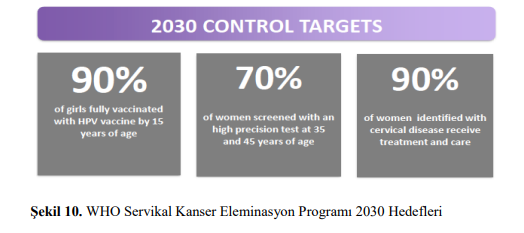 2030 CONTROL TARGETS
90%
of girls fully vaccinated
with HPV vaccine by 15
years of age
70%
of women screened with an
high precision test at 35
and 45 years of age
90%
of women identified with
cervical disease receive
treatment and care
Şekil 10. WHO Servikal Kanser Eleminasyon Programı 2030 Hedefleri